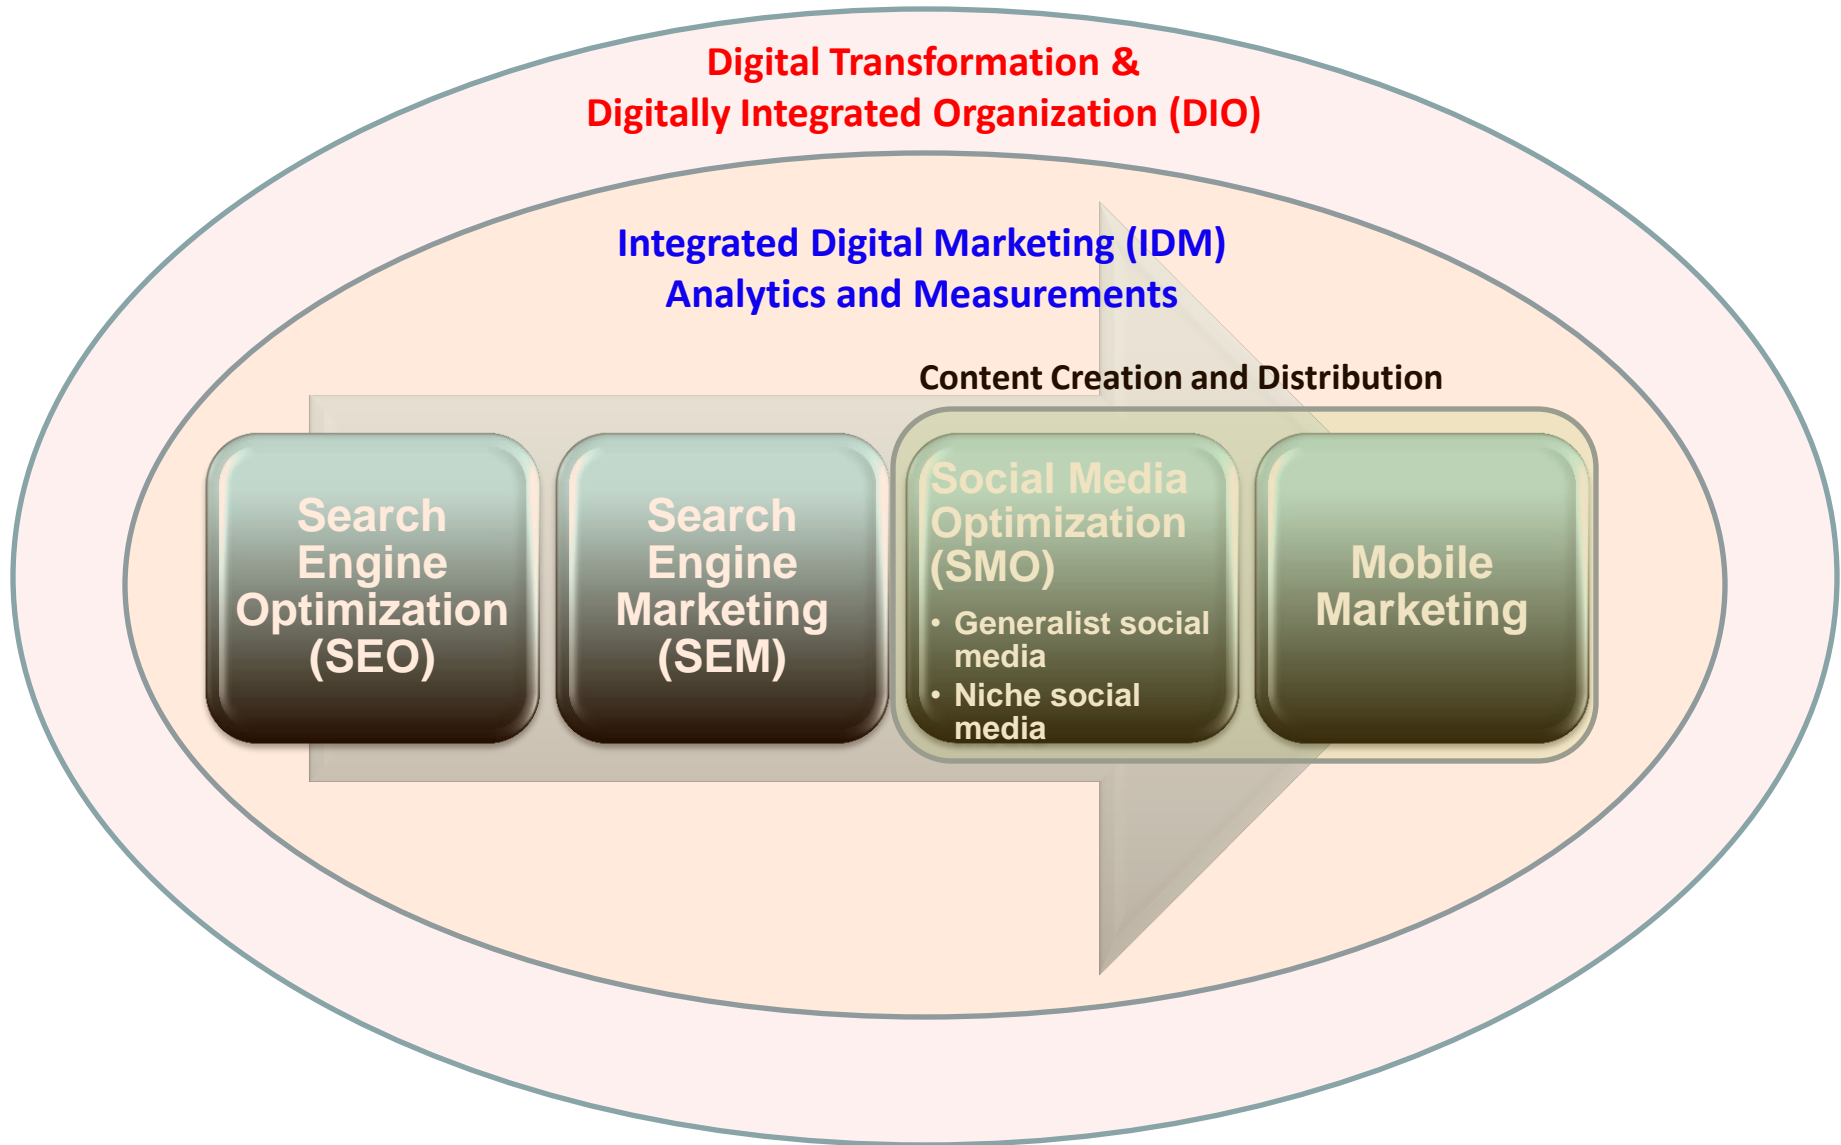 Digital Transformation &
Digitally Integrated Organization (DIO)
Integrated Digital Marketing (IDM)
Analytics and Measurements
Content Creation and Distribution
Search
Engine
Optimization
(SEO)
Search
Engine
Marketing
(SEM)
Social Media
Optimization
(SMO)
• Generalist social
media
• Niche social
media
Mobile
Marketing